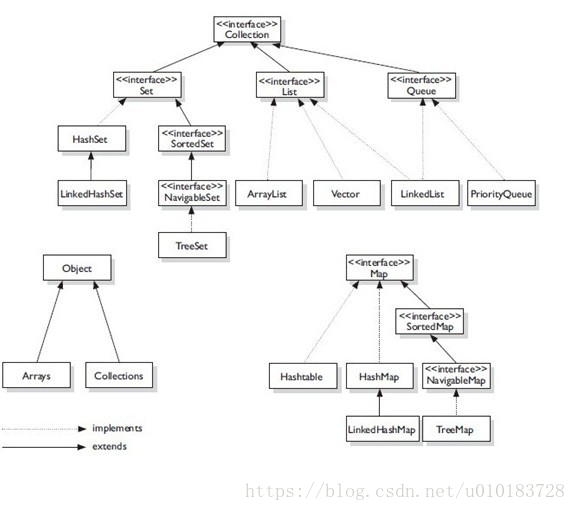 <<interface>>
Collection
<<interface>>
Set
<<interface>>
List
<<interface>>
Queue
HashSet
<<interface>>
SortedSet
LinkedHashSet
<<interface>>
NavigableSet
ArrayList
Vector
LinkedList
PriorityQueue
TreeSet
Object
<<interface>>
Map
<<interface>>
SortedMap
Arrays
Collections
Hashtable
HashMap
<<interface>>
NavigableMap
LinkedHashMap
TreeMap
implements
extends
https://blog.csdn.net/u010183728